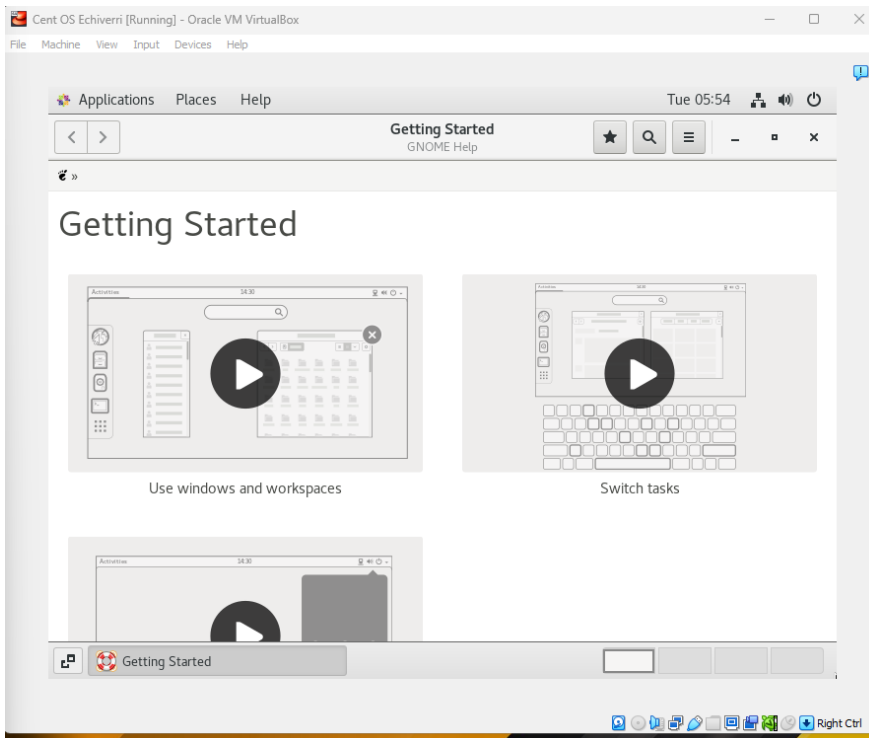 Cent OS Echiverri [Running] - Oracle VM VirtualBox
File Machine View Input Devices Help
Applications Places Help Tue 05:54
Getting Started
GNOME Help
»
Getting Started
Activities 14:30
Activities
Use windows and workspaces Switch tasks
Activities 14:30
Getting Started
Right Ctrl